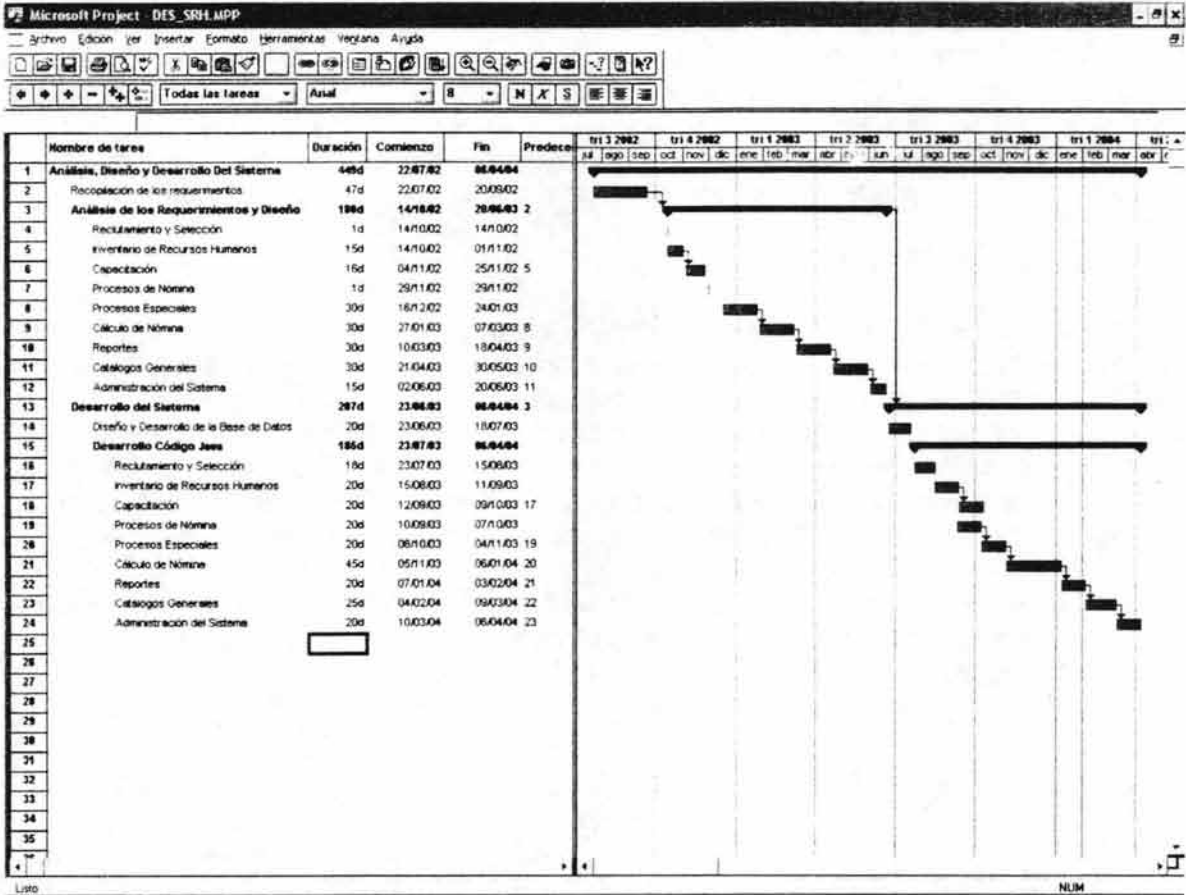 Microsoft Project - DES_SRH.MPP
Archivo Edición Ver Insertar Formato Herramientas Ventana Ayuda
Todas las tareas Arial 8 N X S
Nombre de tarea Duración Comienzo Fin Predece
tri 3 2002 tri 4 2002 tri 1 2003 tri 2 2003 tri 3 2003 tri 4 2003 tri 1 2004 tri
jul ago sep oct nov dic ene feb mar abr jun jul ago sep oct nov dic ene feb mar abr
1 Análisis, Diseño y Desarrollo Del Sistema 22/07/02 06/04/04
2 Recopilación de los requerimientos 47d 22/07/02
3 Análisis de los Requerimientos y Diseño 14/10/02 2
4 Reclutamiento y Selección 1d 14/10/02 14/10/02
5 Inventario de Recursos Humanos 15d 14/10/02 01/11/02
6 Capacitación 16d 04/11/02 25/11/02 5
7 Procesos de Nómina 1d 29/11/02 29/11/02
8 Procesos Especiales 30d 16/12/02 24/01/03
9 Cálculo de Nómina 30d 27/01/03 07/03/03 8
10 Reportes 30d 10/03/03 18/04/03 9
11 Catalogos Generales 30d 21/04/03 30/05/03 10
12 Administración del Sistema 15d 02/06/03 20/06/03 11
13 Desarrollo del Sistema 207d 23/06/03 06/04/04 3
14 Diseño y Desarrollo de la Base de Datos 20d 23/06/03 18/07/03
15 Desarrollo Código 185d 23/07/03 06/04/04
16 Reclutamiento y Selección 18d 23/07/03 15/08/03
17 Inventario de Recursos Humanos 20d 15/08/03 11/09/03
18 Capacitación 20d 12/09/03 09/10/03 17
19 Procesos de Nómina 20d 10/09/03 07/10/03
20 Procesos Especiales 20d 08/10/03 04/11/03 19
21 Cálculo de Nómina 45d 05/11/03 06/01/04 20
22 Reportes 20d 07/01/04 03/02/04 21
23 Catalogos Generales 25d 04/02/04 09/03/04 22
24 Administración del Sistema 20d 10/03/04 06/04/04 23
25
26
27
28
29
30
31
32
33
34
35
Listo NUM